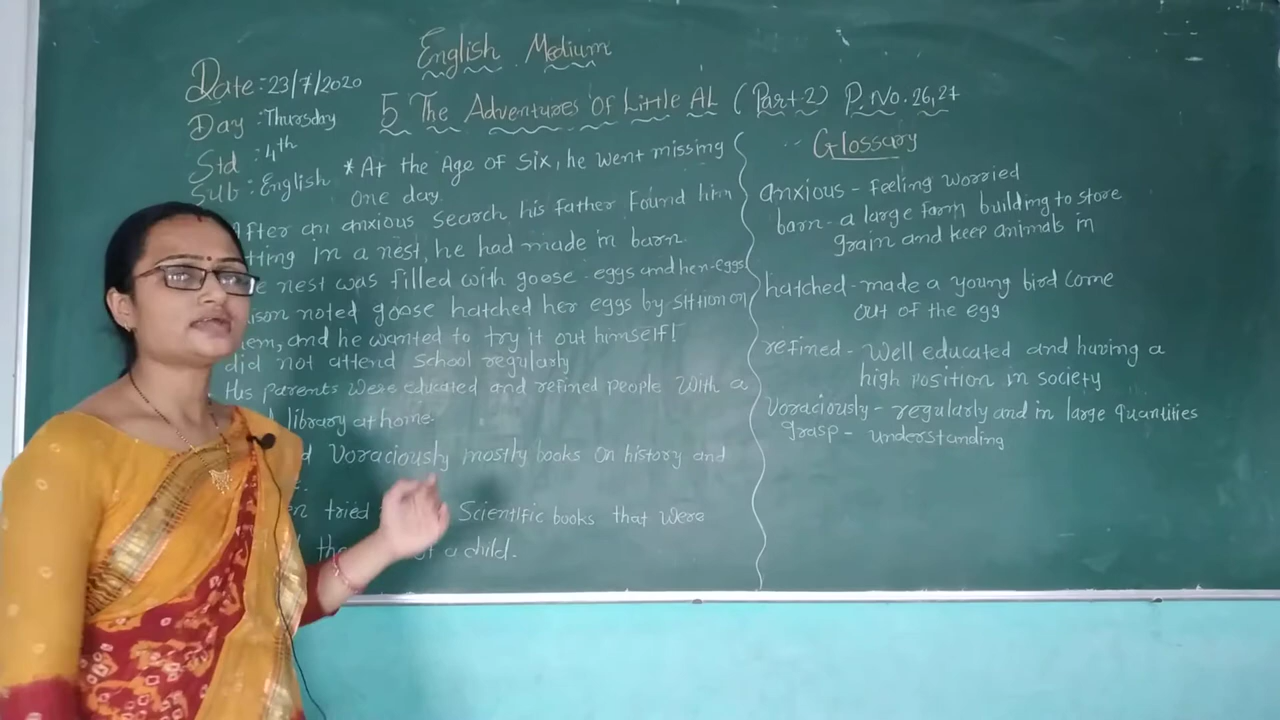 English Medium
Date:-23/7/2020
5 The Adventures Of Little AL (Part-2) P.No.26,27
Day :Thursday
Std :4th
Sub :English
*At the Age of Six, he went missing
one day.
After an anxious search his father Found him
in a nest, he had made in barn.
nest was filled with goose-eggs and hen-eggs
noted goose hatched her eggs by sittion on
and he wanted to try it out himself!
did not attend School regularly
His parents were educated and refined people with a
library at home.
Voraciously mostly books on history and
tried Scientific books that were
a child.
Glossary
anxious - feeling worried
barn - a large farm building to store
grain and keep animals in
hatched - made a young bird come
out of the egg
refined - Well educated and having a
high position in society
Voraciously - regularly and in large quantities
grasp - understanding